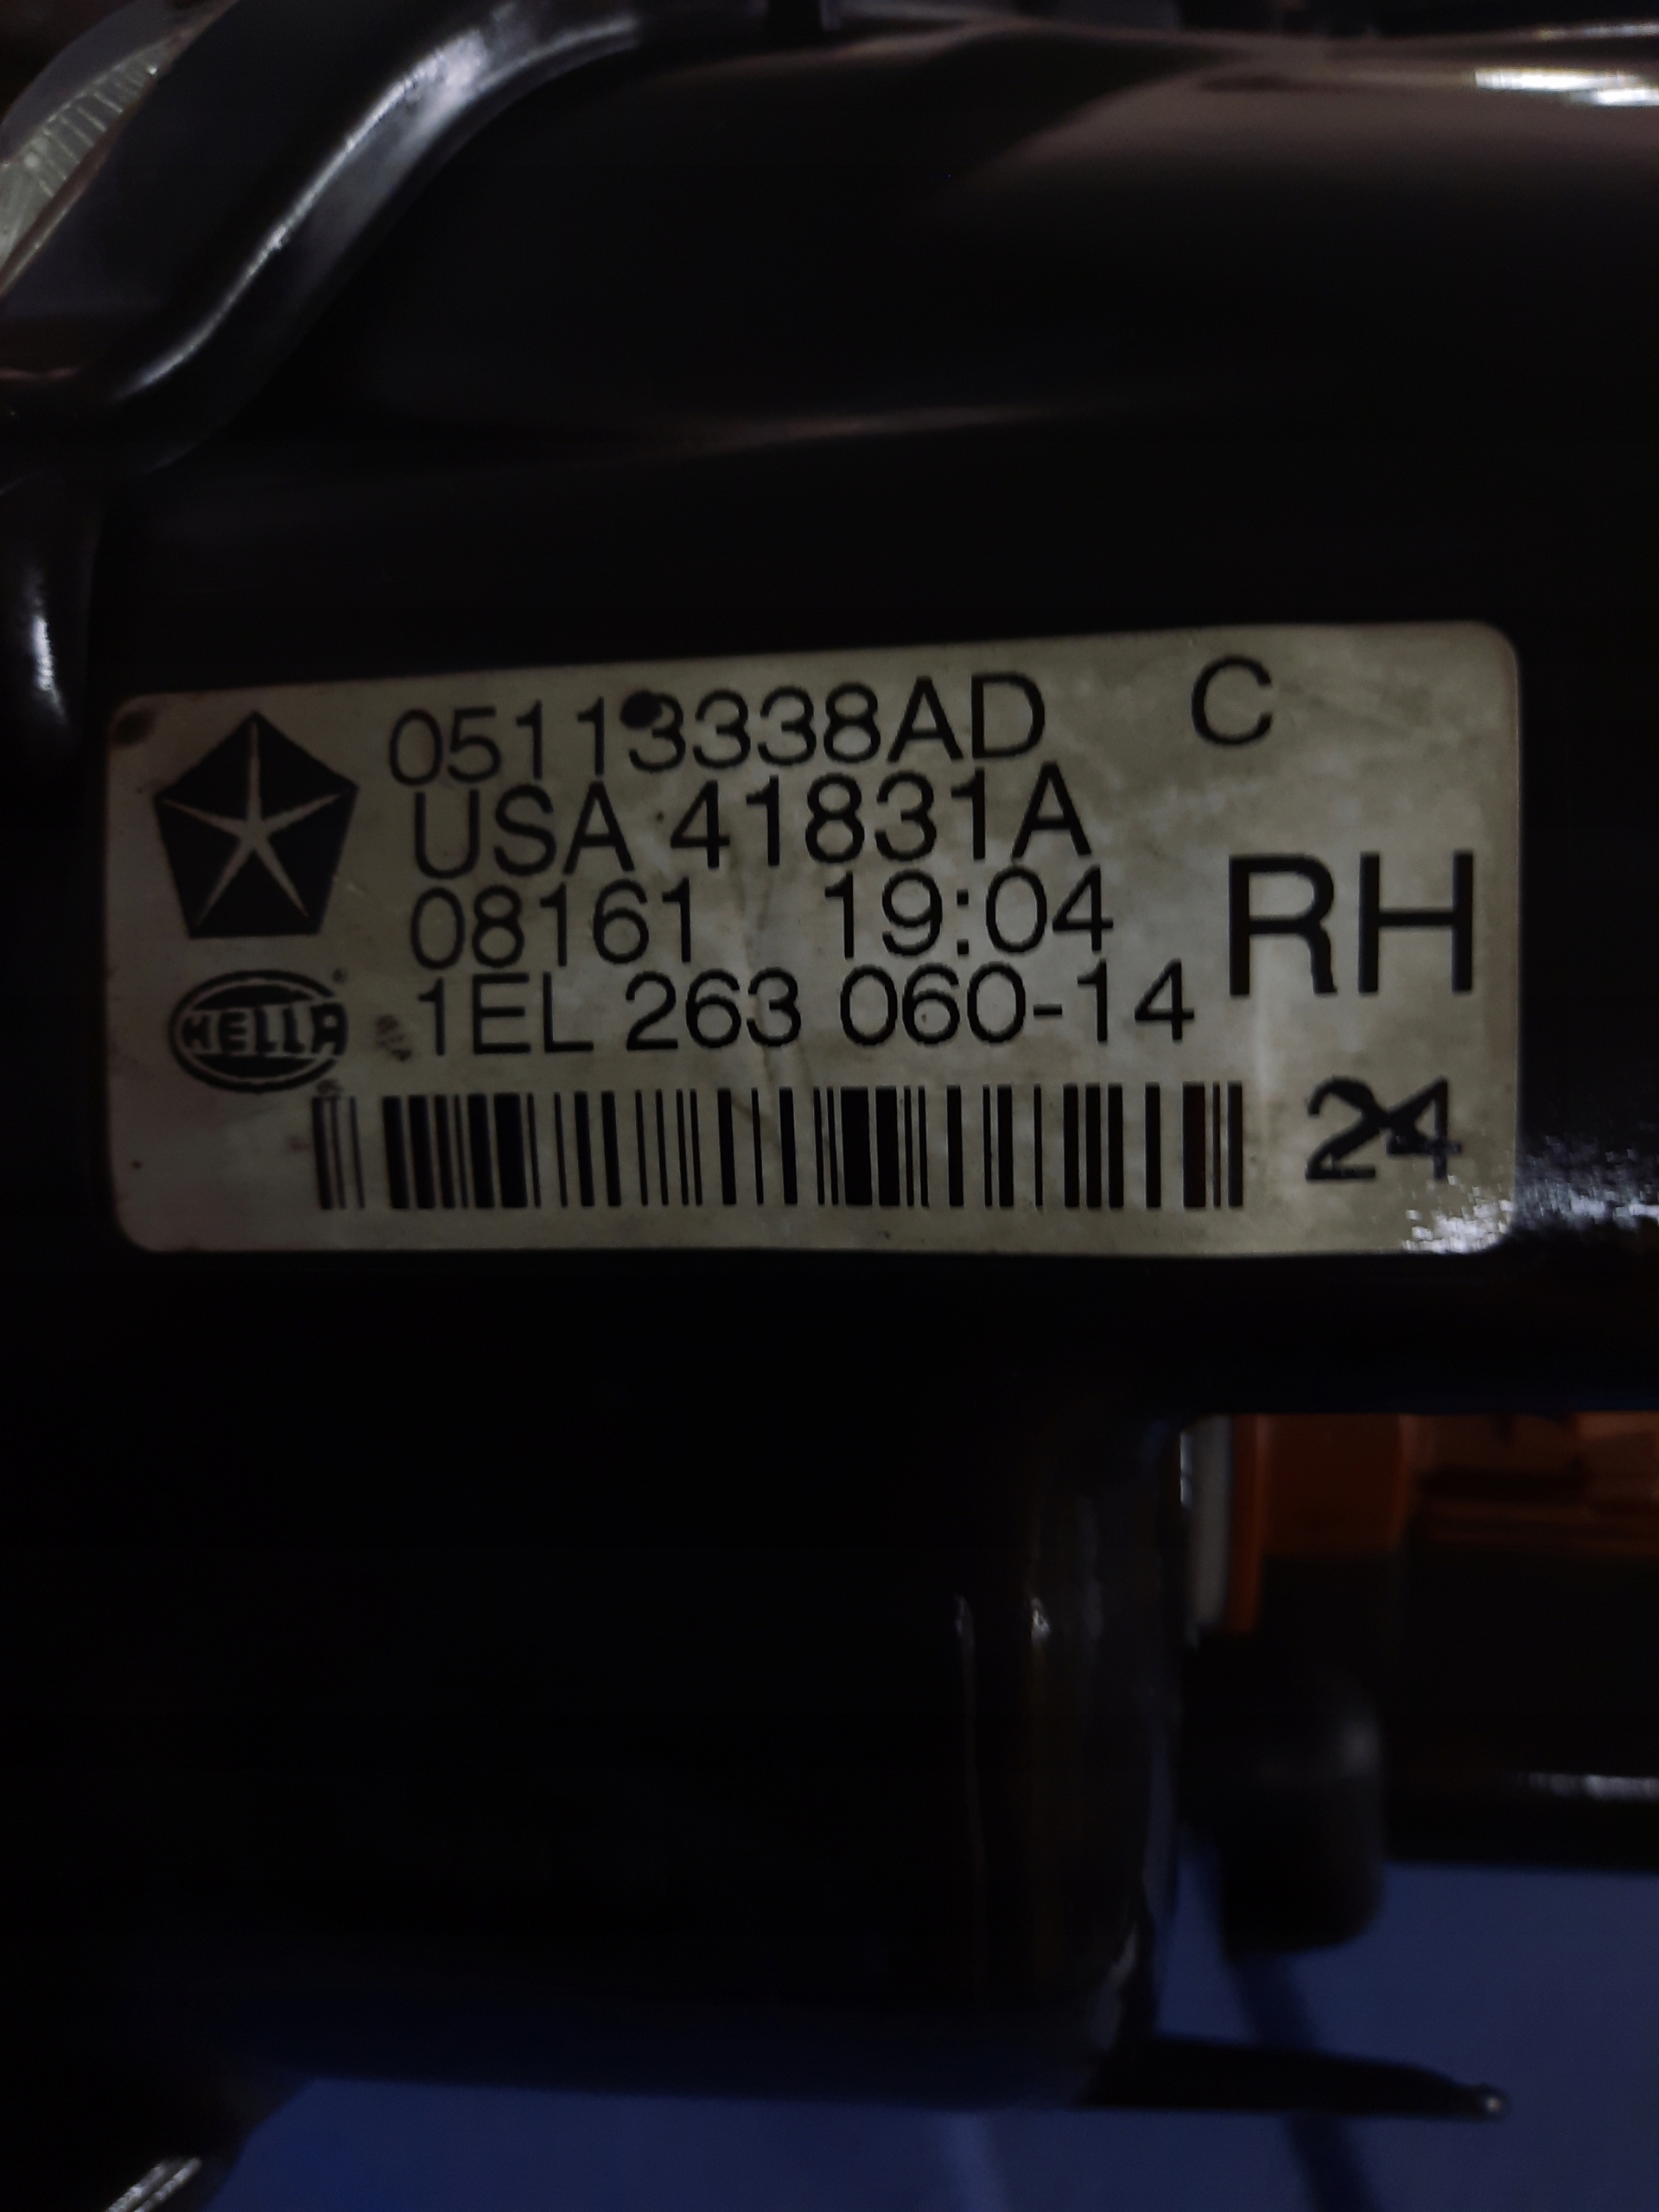 05113338AD C
USA 41831A
08161 19:04 RH
1EL 263 060-14
HELLA
24